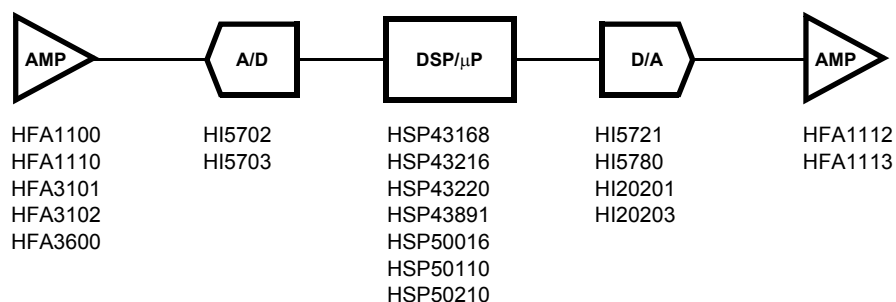 AMP A/D DSP/μP D/A AMP
HFA1100 HI5702 HSP43168 HI5721 HFA1112
HFA1110 HI5703 HSP43216 HI5780 HFA1113
HFA3101 HSP43220 HI20201
HFA3102 HSP43891 HI20203
HFA3600 HSP50016
HSP50110
HSP50210